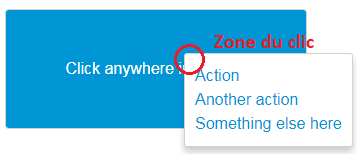 Zone du clic
Click anywhere i
Action
Another action
Something else here